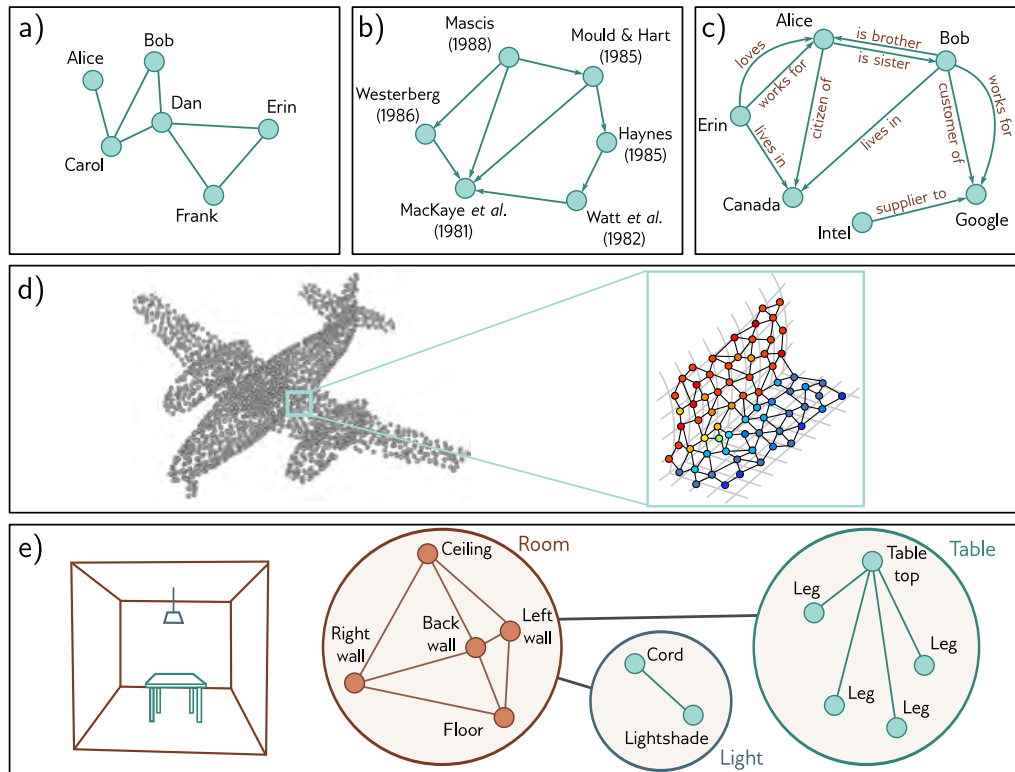 a)
Alice
Bob
Dan
Erin
Carol
Frank
b)
Mascis
(1988)
Mould & Hart
(1985)
Westerberg
(1986)
Haynes
(1985)
MacKaye et al.
(1981)
Watt et al.
(1982)
c)
Alice
Bob
loves
is brother
is sister
works for
works for
Erin
citizen of
customer of
lives in
lives in
Canada
supplier to
Intel
Google
d)
e)
Room
Ceiling
Right
wall
Back
wall
Left
wall
Floor
Cord
Lightshade
Light
Table
Table
top
Leg
Leg
Leg
Leg